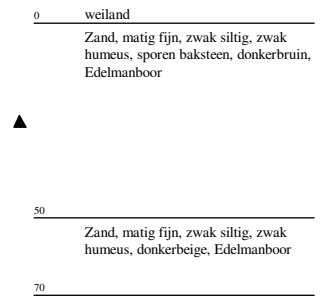 0 weiland
Zand, matig fijn, zwak siltig, zwak
humeus, sporen baksteen, donkerbruin,
Edelmanboor
50
Zand, matig fijn, zwak siltig, zwak
humeus, donkerbeige, Edelmanboor
70